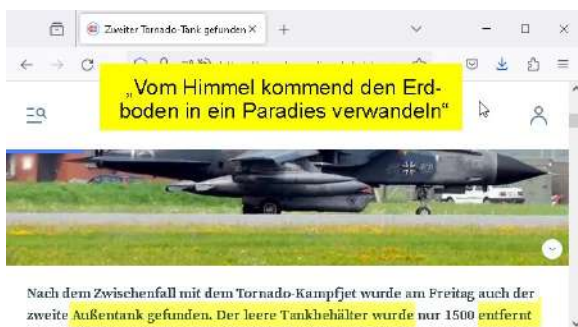 Zweiter Tornado-Tank gefunden
„Vom Himmel kommend den Erd-
boden in ein Paradies verwandeln“
Nach dem Zwischenfall mit dem Tornado-Kampfjet wurde am Freitag auch der
zweite Außentank gefunden. Der leere Tankbehälter wurde nur 1500 entfernt